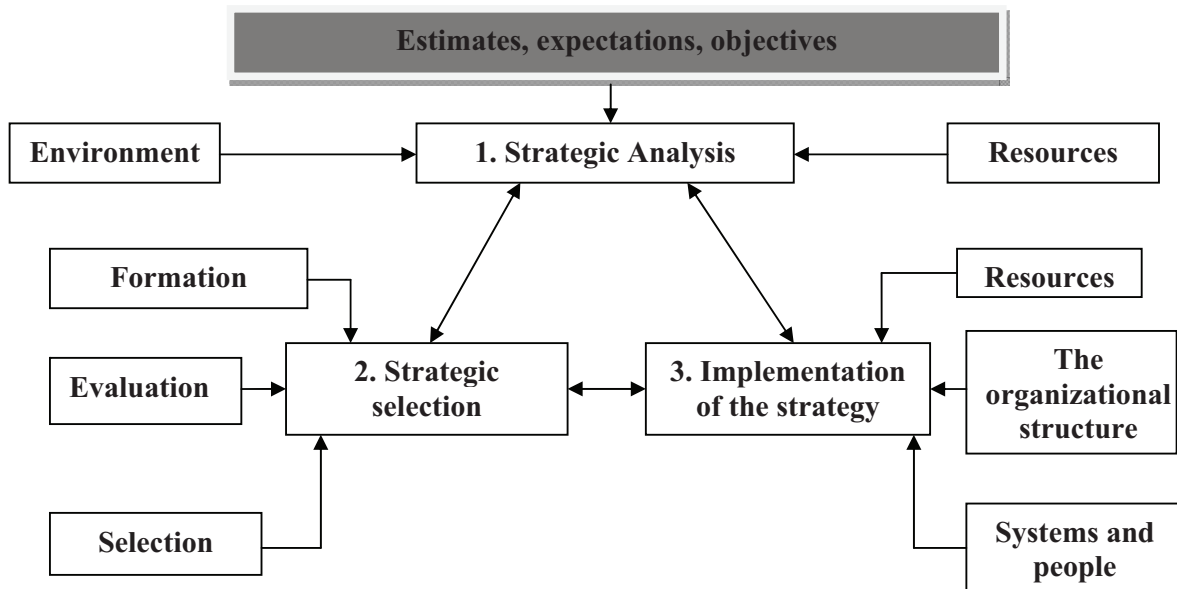 Estimates, expectations, objectives
Environment
1. Strategic Analysis
Resources
Formation
Resources
Evaluation
2. Strategic
selection
3. Implementation
of the strategy
The
organizational
structure
Selection
Systems and
people